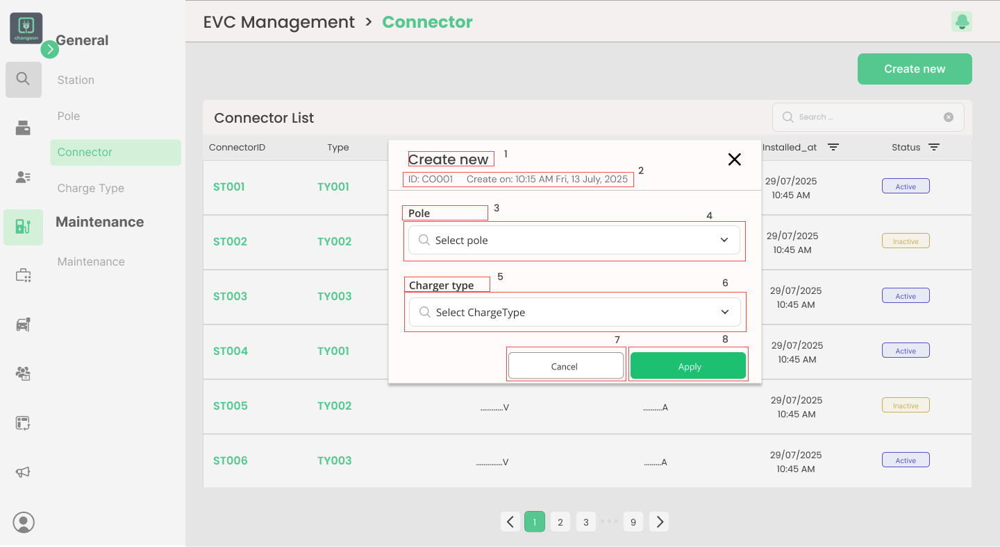 changeon
General
Station
Pole
Connector
Charge Type
Maintenance
Maintenance
EVC Management > Connector
Create new
Connector List
Search ...
ConnectorID Type Installed_at Status
ST001 TY001 29/07/2025 10:45 AM Active
ST002 TY002 29/07/2025 10:45 AM Inactive
ST003 TY003 29/07/2025 10:45 AM Active
ST004 TY001 29/07/2025 10:45 AM Active
ST005 TY002 ............V ..........A 29/07/2025 10:45 AM Inactive
ST006 TY003 ..............V .........A 29/07/2025 10:45 AM Active
Create new 1
ID: CO001 Create on: 10:15 AM Fri, 13 July, 2025 2
Pole 3
Select pole 4
Charger type 5
Select ChargeType 6
Cancel 7
Apply 8
1 2 3 ... 9